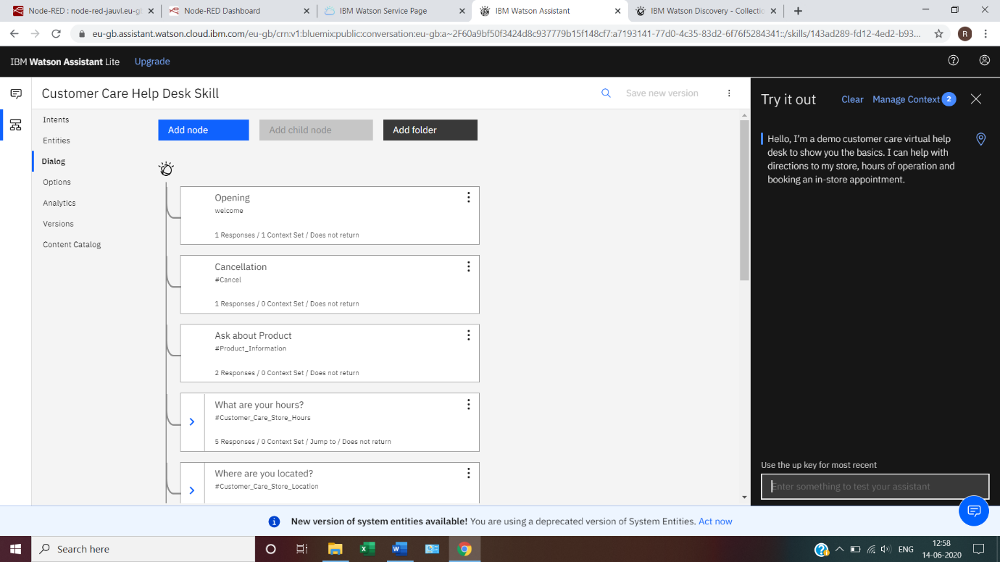 Node-RED : node-red-jauvl.eu-g
Node-RED Dashboard
IBM Watson Service Page
IBM Watson Assistant
IBM Watson Discovery - Collectio
eu-gb.assistant.watson.cloud.ibm.com/eu-gb/crn:v1:bluemix:public:conversation:eu-gb:a~2F60a9bf50f3424d8c937779b15f148cf7:a7193141-77d0-4c35-83d2-6f76f5284341::/skills/143ad289-fd12-4ed2-b93...
R
IBM Watson Assistant Lite
Upgrade
Customer Care Help Desk Skill
Save new version
Intents
Entities
Dialog
Options
Analytics
Versions
Content Catalog
Add node
Add child node
Add folder
Opening
welcome
1 Responses / 1 Context Set / Does not return
Cancellation
#Cancel
1 Responses / 0 Context Set / Does not return
Ask about Product
#Product_Information
2 Responses / 0 Context Set / Does not return
What are your hours?
#Customer_Care_Store_Hours
5 Responses / 0 Context Set / Jump to / Does not return
Where are you located?
#Customer_Care_Store_Location
Try it out
Clear
Manage Context 2
Hello, I'm a demo customer care virtual help
desk to show you the basics. I can help with
directions to my store, hours of operation and
booking an in-store appointment.
Use the up key for most recent
Enter something to test your assistant
New version of system entities available! You are using a deprecated version of System Entities. Act now
Search here
ENG
12:58
14-06-2020